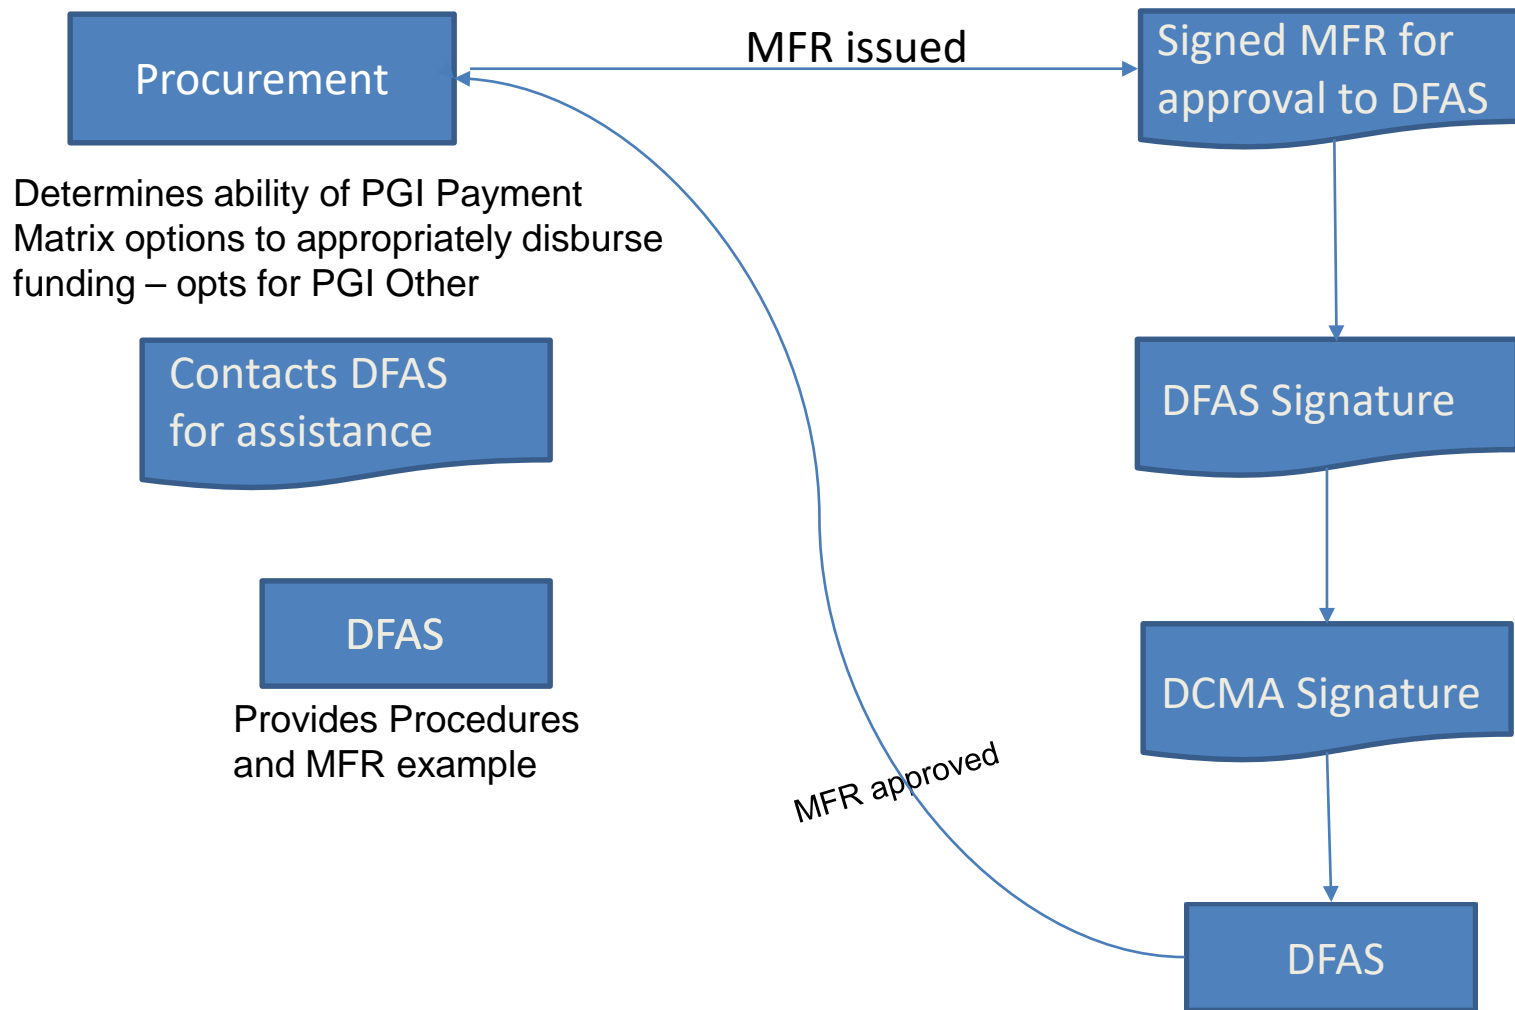 Procurement
MFR issued
Signed MFR for
approval to DFAS
Determines ability of PGI Payment
Matrix options to appropriately disburse
funding – opts for PGI Other
Contacts DFAS
for assistance
DFAS Signature
DFAS
Provides Procedures
and MFR example
DCMA Signature
MFR approved
DFAS